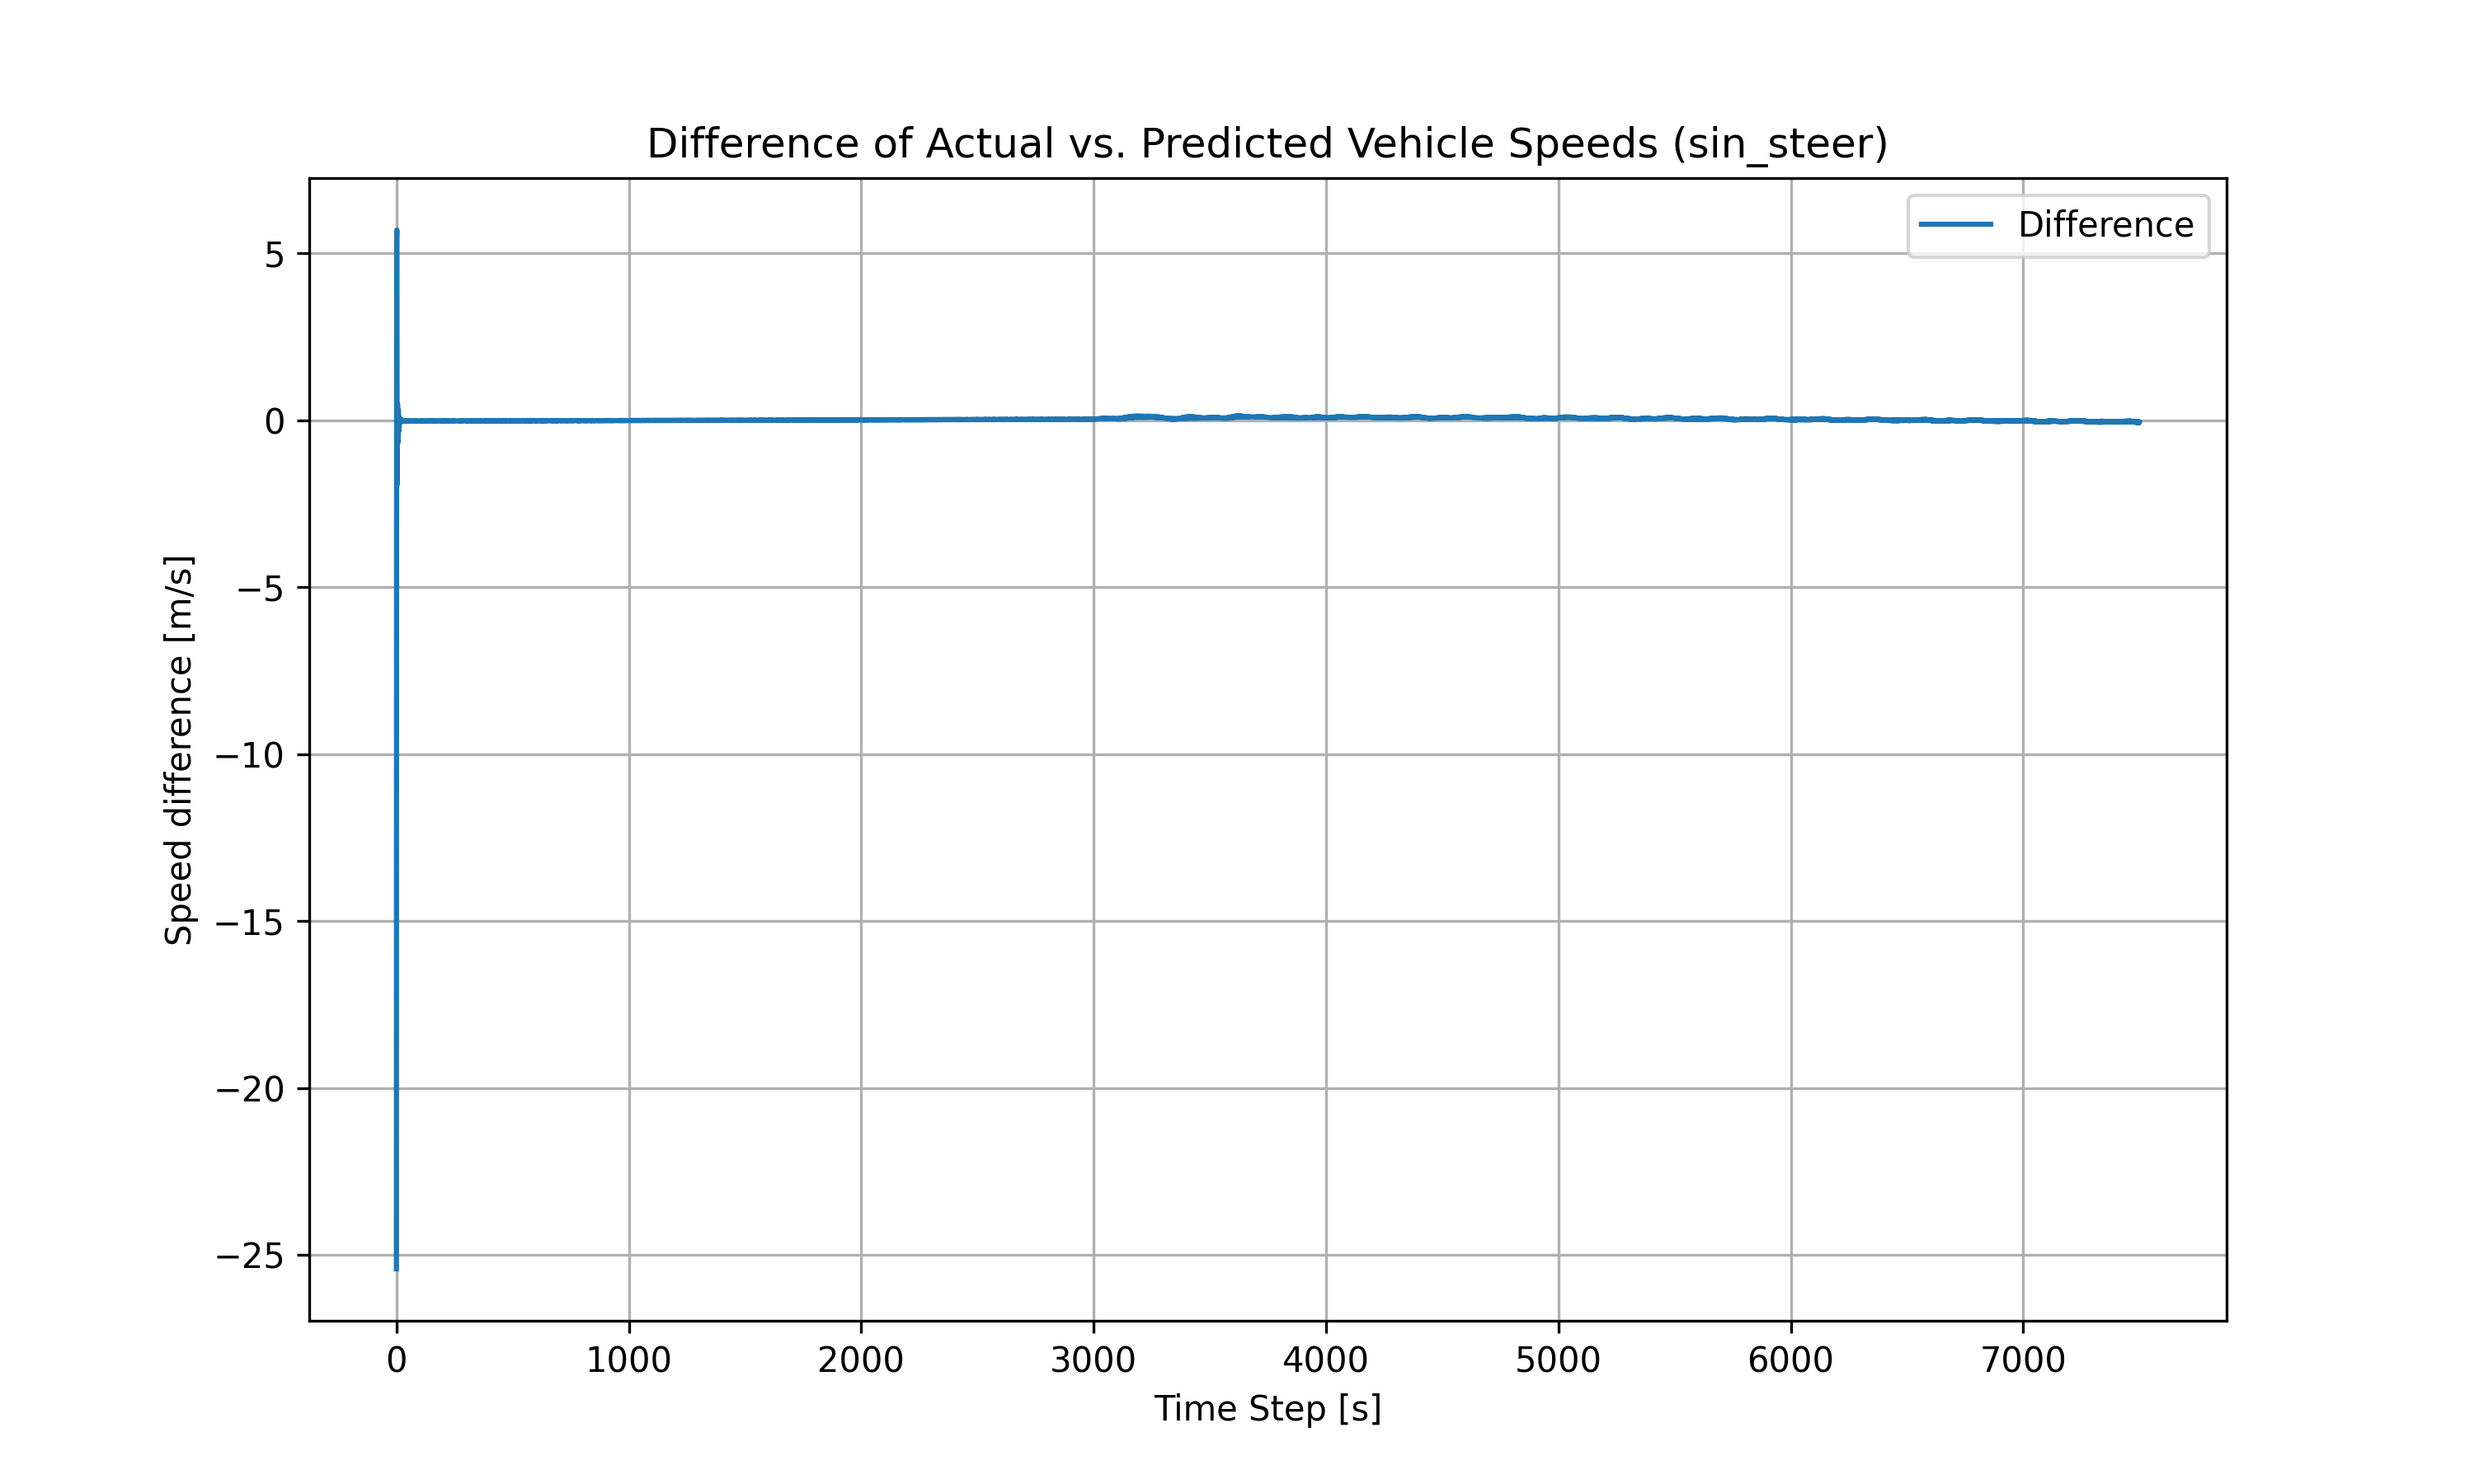 Difference of Actual vs. Predicted Vehicle Speeds (sin_steer)
Difference
5
0
−5
−10
−15
−20
−25
Speed difference [m/s]
0 1000 2000 3000 4000 5000 6000 7000
Time Step [s]